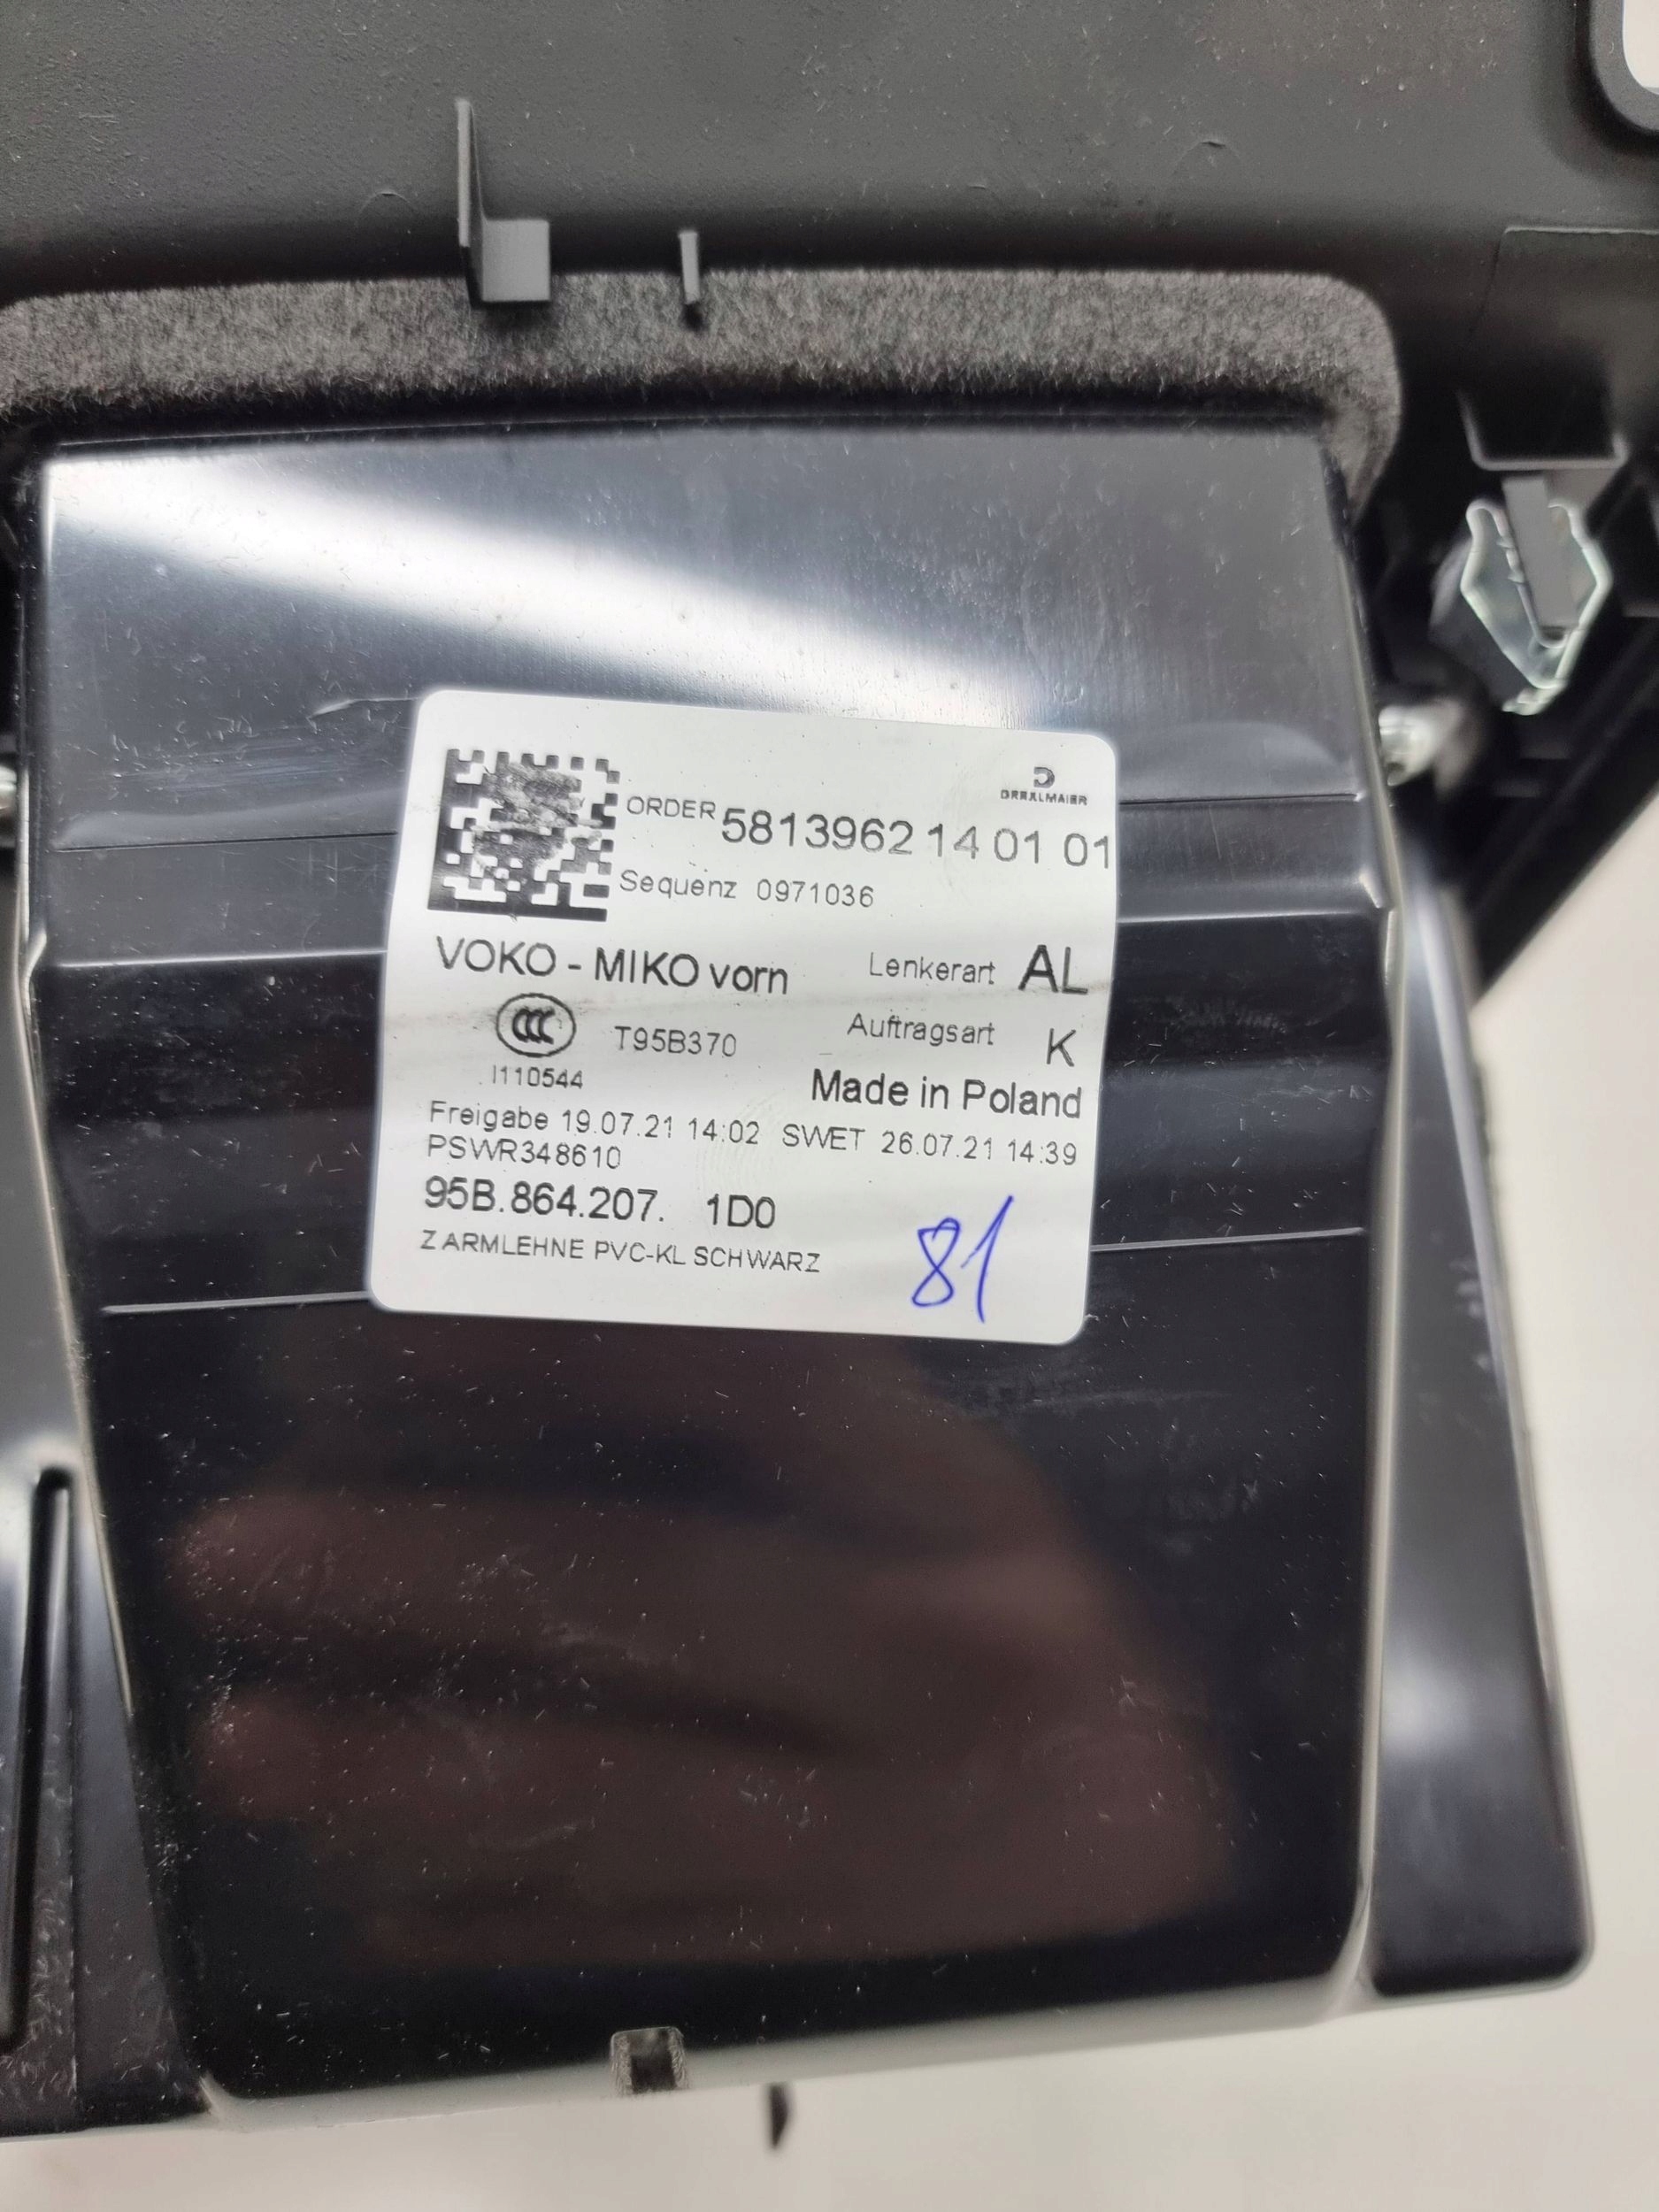 DRÄXLMAIER
ORDER 5813962 14 01 01
Sequenz 0971036
VOKO - MIKO vorn Lenkerart AL
CCC T95B370 Auftragsart K
I110544
Made in Poland
Freigabe 19.07.21 14:02 SWET 26.07.21 14:39
PSWR348610
95B.864.207. 1D0
Z ARMLEHNE PVC-KL SCHWARZ
81